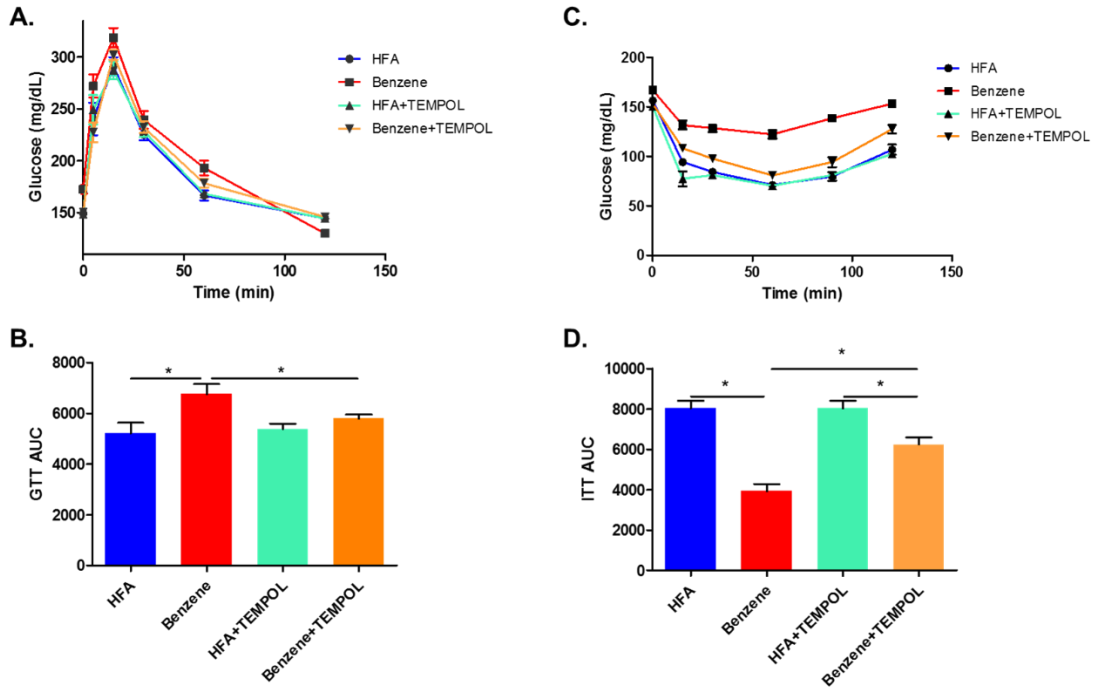 A.
Glucose (mg/dL)
300
250
200
150
0
50
100
150
Time (min)
HFA
Benzene
HFA+TEMPOL
Benzene+TEMPOL
C.
Glucose (mg/dL)
200
150
100
50
0
0
50
100
150
Time (min)
HFA
Benzene
HFA+TEMPOL
Benzene+TEMPOL
B.
GTT AUC
8000
6000
4000
2000
0
*
*
HFA
Benzene
HFA+TEMPOL
Benzene+TEMPOL
D.
ITT AUC
10000
8000
6000
4000
2000
0
*
*
*
HFA
Benzene
HFA+TEMPOL
Benzene+TEMPOL